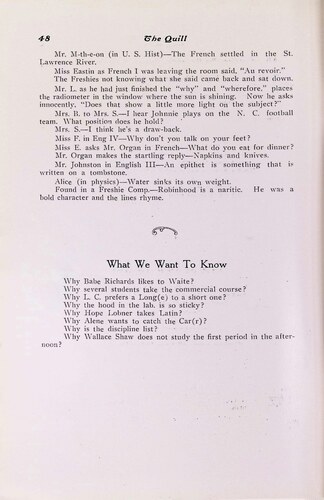 48 The Quill
Mr. M-th-e-on (in U. S. Hist)—The French settled in the St.
Lawrence River.
Miss Eastin as French I was leaving the room said, "Au revoir."
The Freshies not knowing what she said came back and sat down.
Mr. L. as he had just finished the "why" and "wherefore," places
the radiometer in the window where the sun is shining. Now he asks
innocently, "Does that show a little more light on the subject?"
Mrs. B. to Mrs. S.—I hear Johnie plays on the N. C. football
team. What position does he hold?
Mrs. S.—I think he's a draw-back.
Miss F. in Eng IV—Why don't you talk on your feet?
Miss E. asks Mr. Organ in French—What do you eat for dinner?
Mr. Organ makes the startling reply—Napkins and knives.
Mr. Johnston in English III—An epithet is something that is
written on a tombstone.
Alice (in physics)—Water sinks its own weight.
Found in a Freshie Comp.—Robinhood is a naritic. He was a
bold character and the lines rhyme.
What We Want To Know
Why Babe Richards likes to Waite?
Why several students take the commercial course?
Why L. C. prefers a Long(e) to a short one?
Why the hood in the lab. is so sticky?
Why Hope Lobner takes Latin?
Why Alene wants to catch the Car(r)?
Why is the discipline list?
Why Wallace Shaw does not study the first period in the after-
noon?